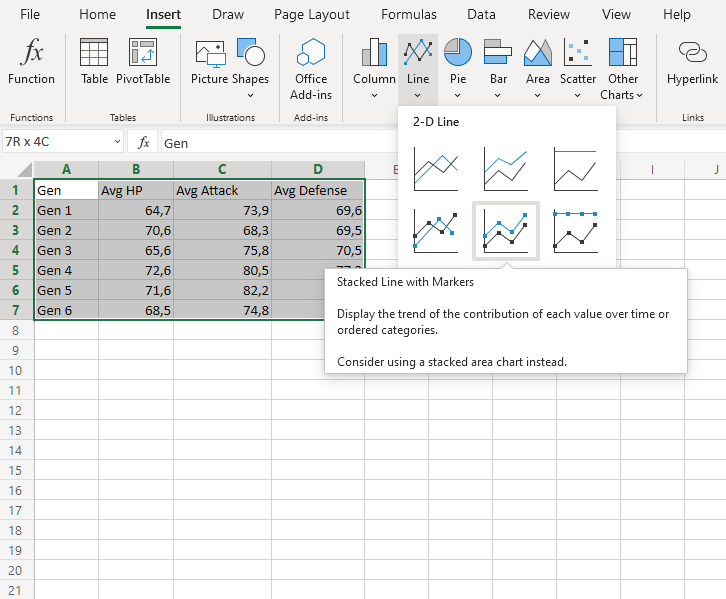 File Home Insert Draw Page Layout Formulas Data Review View Help
Function Table PivotTable Picture Shapes Office Add-ins Column Line Pie Bar Area Scatter Other Charts Hyperlink
Functions Tables Illustrations Add-ins Links
2-D Line
7R x 4C fx Gen
A B C D E I J
1 Gen Avg HP Avg Attack Avg Defense
2 Gen 1 64,7 73,9 69,6
3 Gen 2 70,6 68,3 69,5
4 Gen 3 65,6 75,8 70,5
5 Gen 4 72,6 80,5
6 Gen 5 71,6 82,2
7 Gen 6 68,5 74,8
Stacked Line with Markers
Display the trend of the contribution of each value over time or
ordered categories.
Consider using a stacked area chart instead.
8
9
10
11
12
13
14
15
16
17
18
19
20
21